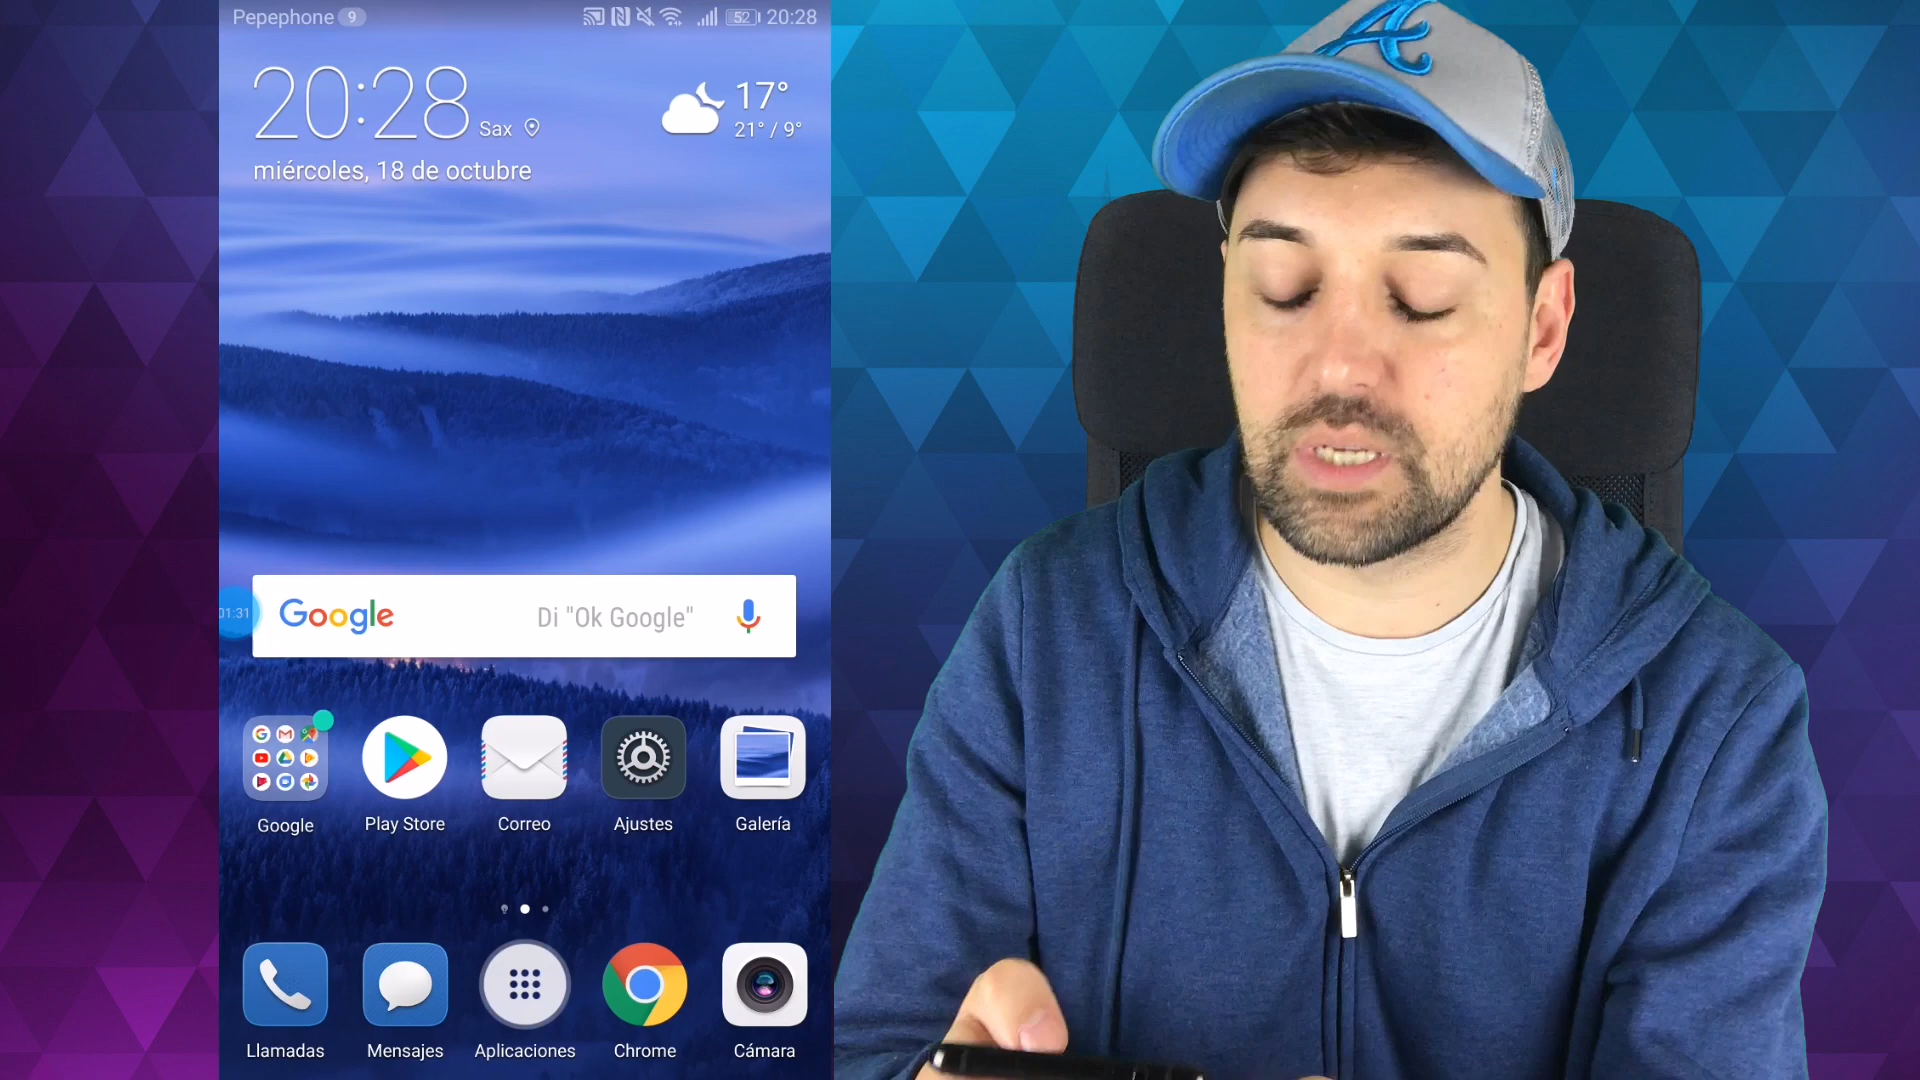 Pepephone 9 52 20:28
20:28 Sax
17°
21° / 9°
miércoles, 18 de octubre
01:31
Google Di "Ok Google"
Google Play Store Correo Ajustes Galería
Llamadas Mensajes Aplicaciones Chrome Cámara